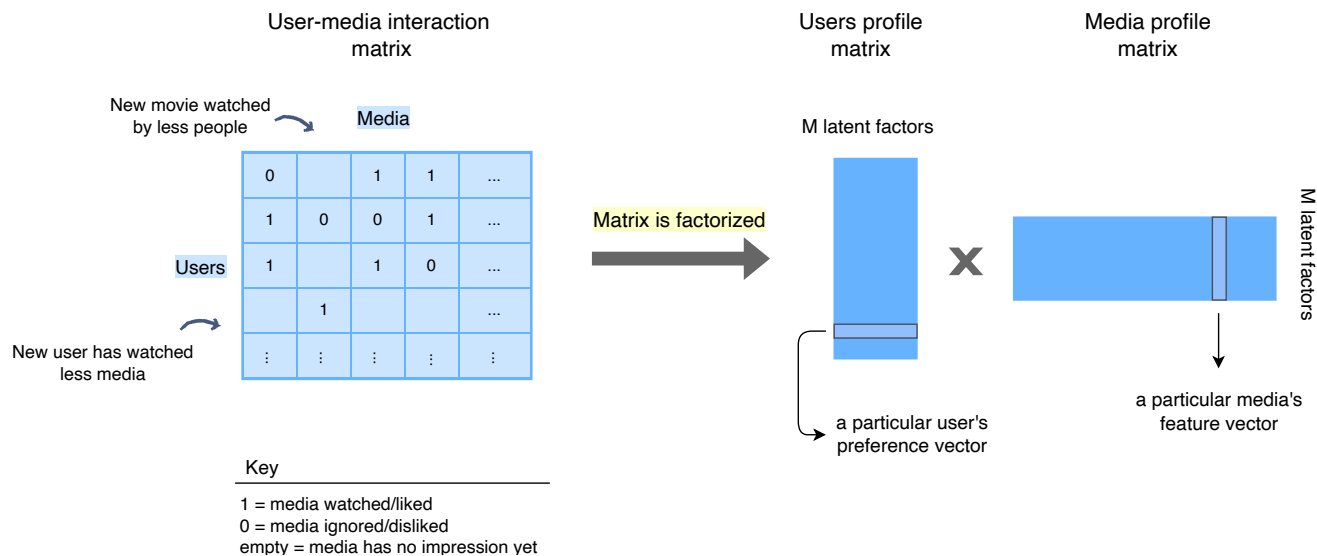 User-media interaction
matrix
Users profile
matrix
Media profile
matrix
New movie watched
by less people
Media
M latent factors
0 1 1 ...
1 0 0 1 ...
1 1 0 ...
1 ...
⋮ ⋮ ⋮ ⋮ ⋮
Users
New user has watched
less media
Matrix is factorized
X
M latent factors
a particular user's
preference vector
a particular media's
feature vector
Key
1 = media watched/liked
0 = media ignored/disliked
empty = media has no impression yet